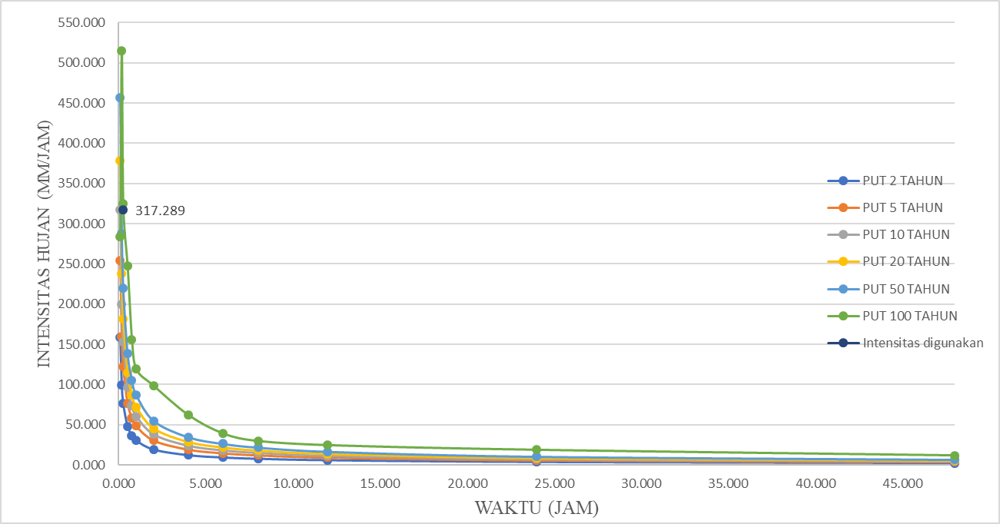 550.000
500.000
450.000
400.000
350.000
300.000
250.000
200.000
150.000
100.000
50.000
0.000
INTENSITAS HUJAN (MM/JAM)
317.289
PUT 2 TAHUN
PUT 5 TAHUN
PUT 10 TAHUN
PUT 20 TAHUN
PUT 50 TAHUN
PUT 100 TAHUN
Intensitas digunakan
0.000 5.000 10.000 15.000 20.000 25.000 30.000 35.000 40.000 45.000
WAKTU (JAM)